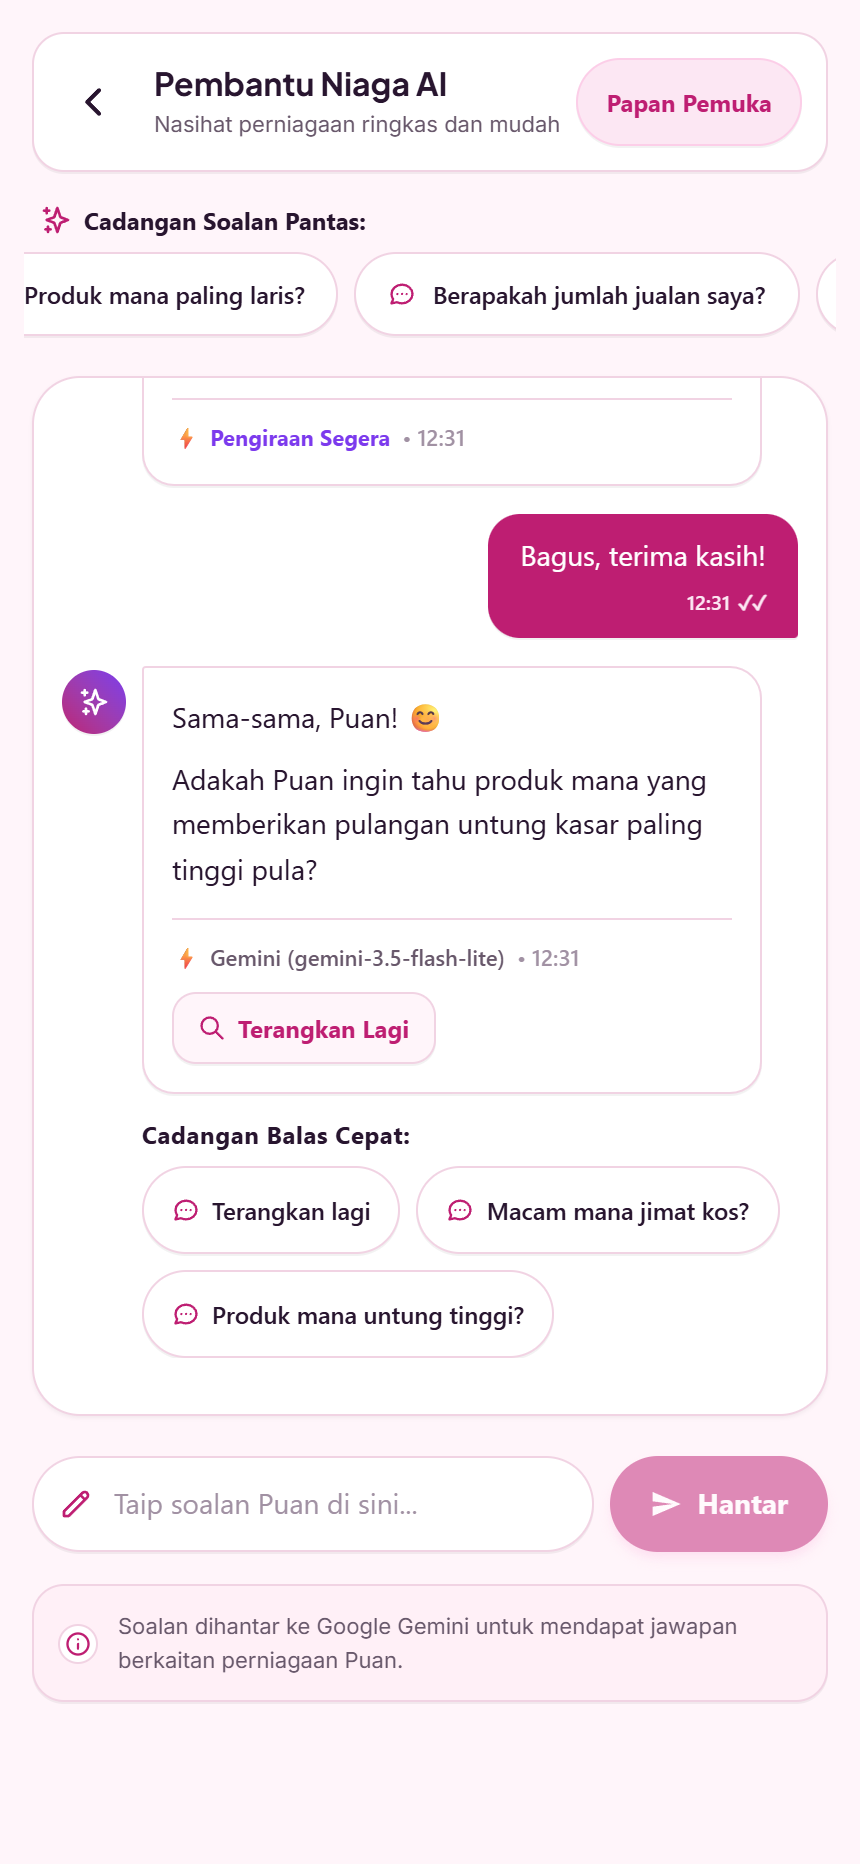 Pembantu Niaga AI
Nasihat perniagaan ringkas dan mudah
Papan Pemuka
Cadangan Soalan Pantas:
Produk mana paling laris?
Berapakah jumlah jualan saya?
Pengiraan Segera • 12:31
Bagus, terima kasih!
12:31 ✓✓
Sama-sama, Puan! 😊
Adakah Puan ingin tahu produk mana yang
memberikan pulangan untung kasar paling
tinggi pula?
Gemini (gemini-3.5-flash-lite) • 12:31
Terangkan Lagi
Cadangan Balas Cepat:
Terangkan lagi
Macam mana jimat kos?
Produk mana untung tinggi?
Taip soalan Puan di sini...
Hantar
Soalan dihantar ke Google Gemini untuk mendapat jawapan
berkaitan perniagaan Puan.